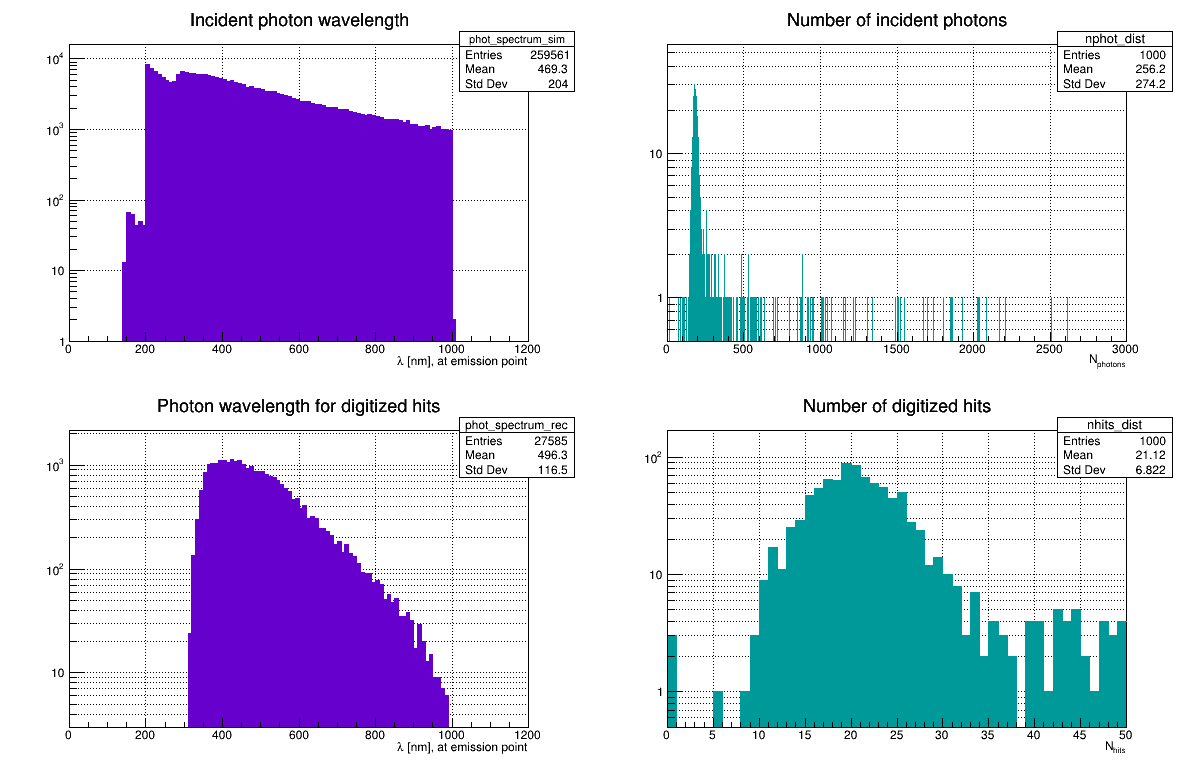 Incident photon wavelength
phot_spectrum_sim
Entries 259561
Mean 469.3
Std Dev 204
10^4
10^3
10^2
10
1
0 200 400 600 800 1000 1200
λ [nm], at emission point
Number of incident photons
nphot_dist
Entries 1000
Mean 256.2
Std Dev 274.2
10
1
0 500 1000 1500 2000 2500 3000
N_photons
Photon wavelength for digitized hits
phot_spectrum_rec
Entries 27585
Mean 496.3
Std Dev 116.5
10^3
10^2
10
0 200 400 600 800 1000 1200
λ [nm], at emission point
Number of digitized hits
nhits_dist
Entries 1000
Mean 21.12
Std Dev 6.822
10^2
10
1
0 5 10 15 20 25 30 35 40 45 50
N_hits